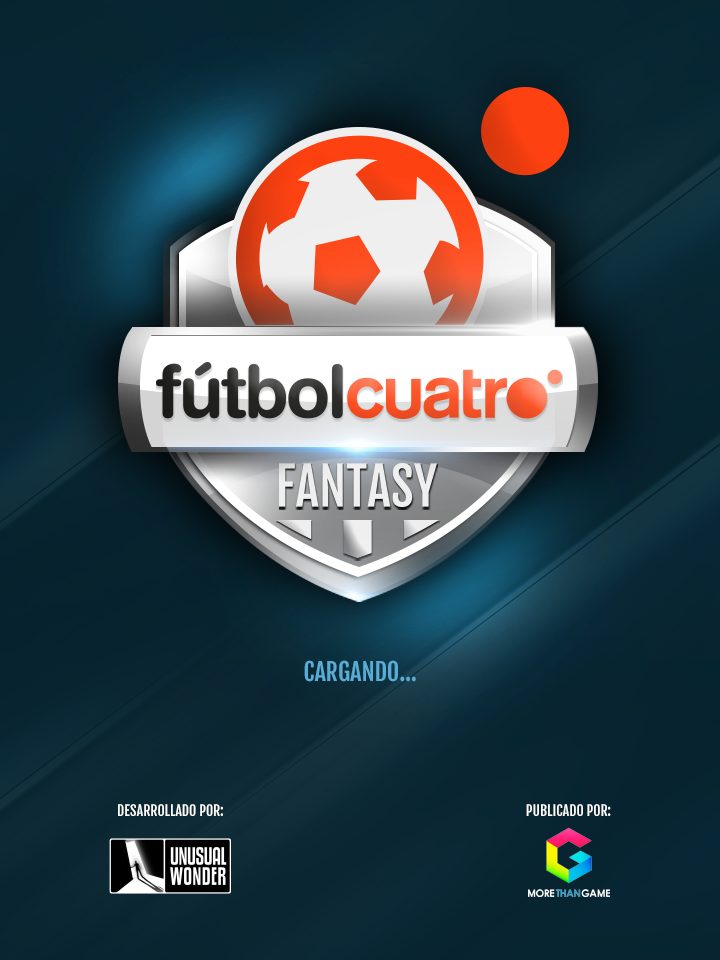 fútbolcuatro
FANTASY
CARGANDO...
DESARROLLADO POR:
PUBLICADO POR:
UNUSUAL
WONDER
MORETHANGAME